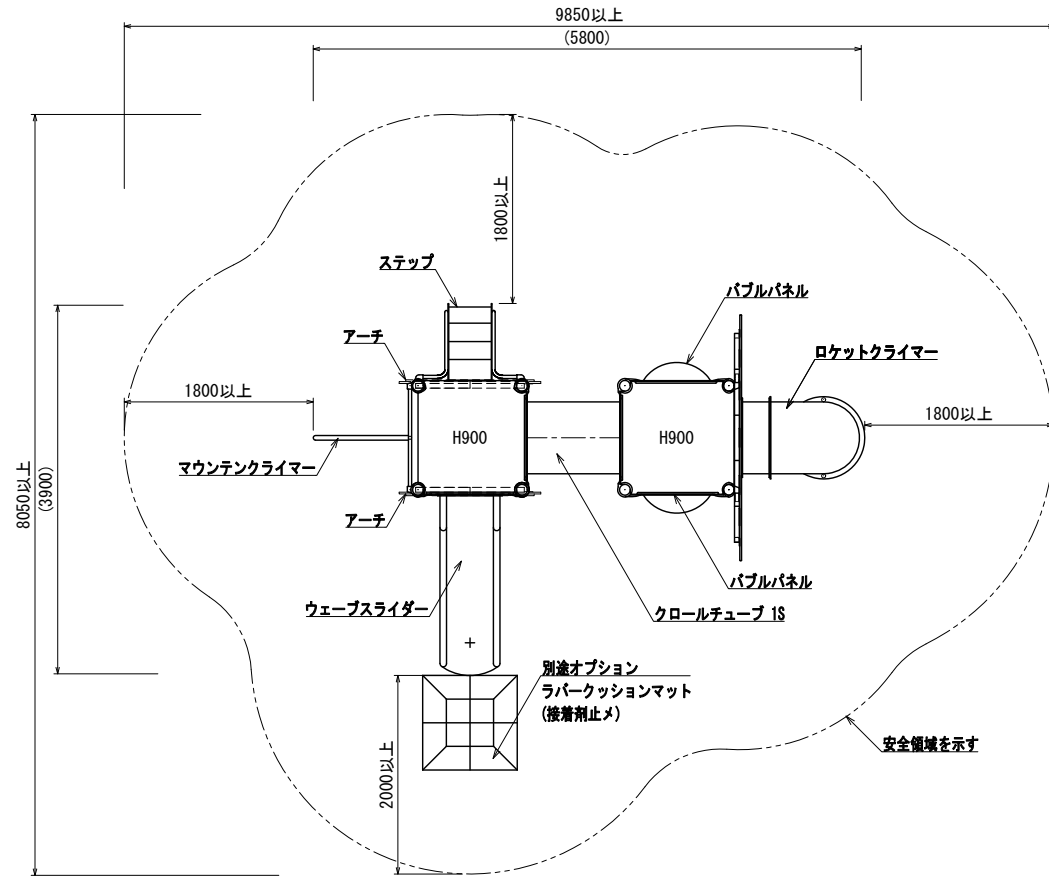 9850以上
(5800)
1800以上
ステップ
バブルパネル
アーチ
ロケットクライマー
1800以上
1800以上
H900
H900
マウンテンクライマー
8050以上
(3900)
アーチ
バブルパネル
ウェーブスライダー
クロールチューブ 1S
別途オプション
ラバークッションマット
(接着剤止メ)
2000以上
安全領域を示す